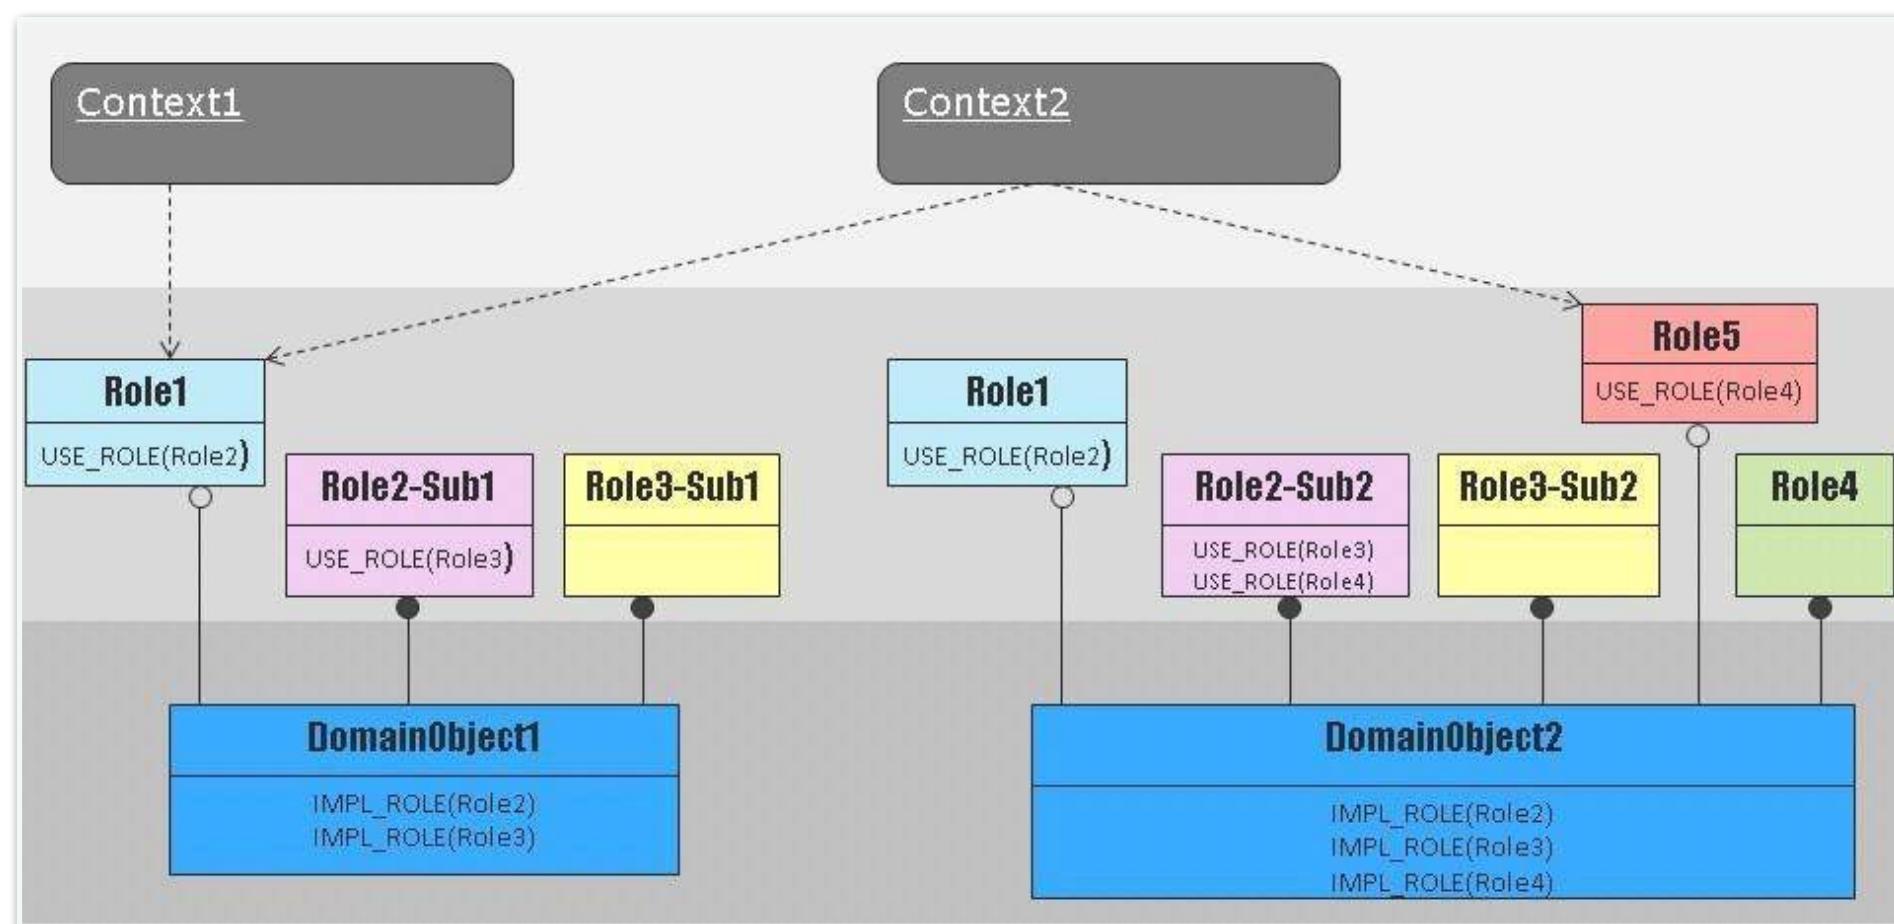 Context1
Context2
Role1
USE_ROLE(Role2)
Role2-Sub1
USE_ROLE(Role3)
Role3-Sub1
Role1
USE_ROLE(Role2)
Role2-Sub2
USE_ROLE(Role3)
USE_ROLE(Role4)
Role3-Sub2
Role5
USE_ROLE(Role4)
Role4
DomainObject1
IMPL_ROLE(Role2)
IMPL_ROLE(Role3)
DomainObject2
IMPL_ROLE(Role2)
IMPL_ROLE(Role3)
IMPL_ROLE(Role4)